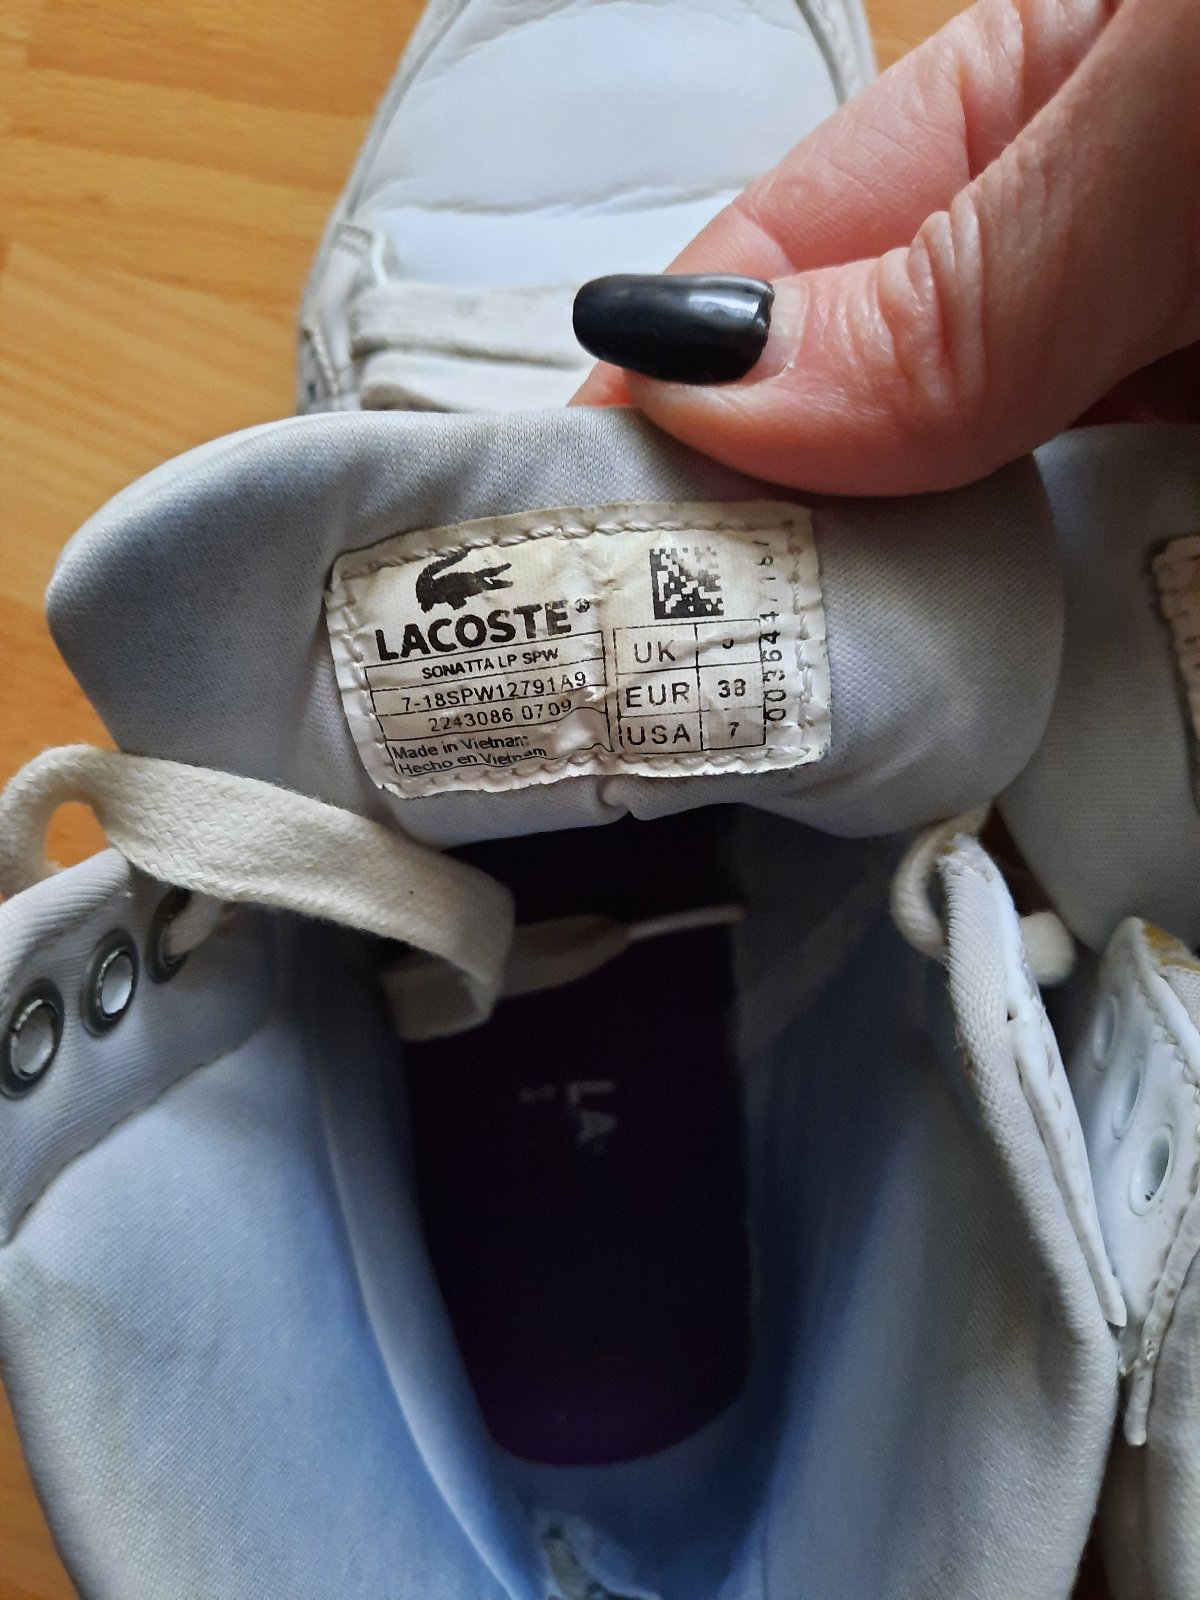 LACOSTE®
SONATTA LP SPW
7-18SPW12791A9
2243086 0709
Made in Vietnam
Hecho en Vietnam
UK
EUR 38
USA 7
LA